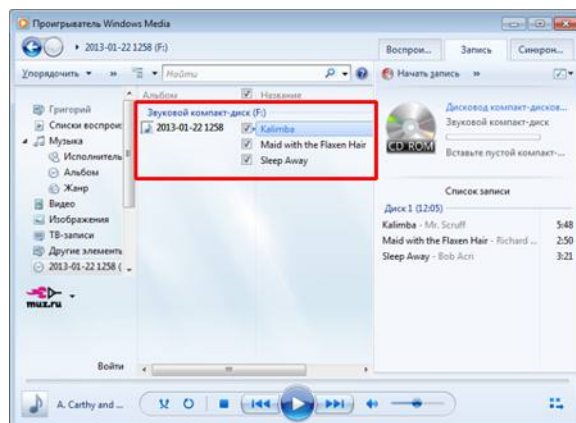 Проигрыватель Windows Media
2013-01-22 1258 (F:)
Воспрои...
Запись
Синхрон...
Упорядочить
»
Найти
Начать запись
»
Альбом
Название
Звуковой компакт-диск (F:)
2013-01-22 1258
Kalimba
Maid with the Flaxen Hair
Sleep Away
Григорий
Списки воспроиз
Музыка
Исполнитель
Альбом
Жанр
Видео
Изображения
ТВ-записи
Другие элементы
2013-01-22 1258 (
muz.ru
Войти
CD ROM
Дисковод компакт-дисков...
Звуковой компакт-диск
Вставьте пустой компакт-...
Список записи
Диск 1 (12:05)
Kalimba - Mr. Scruff 5:48
Maid with the Flaxen Hair - Richard ... 2:50
Sleep Away - Bob Acri 3:21
A. Carthy and ...